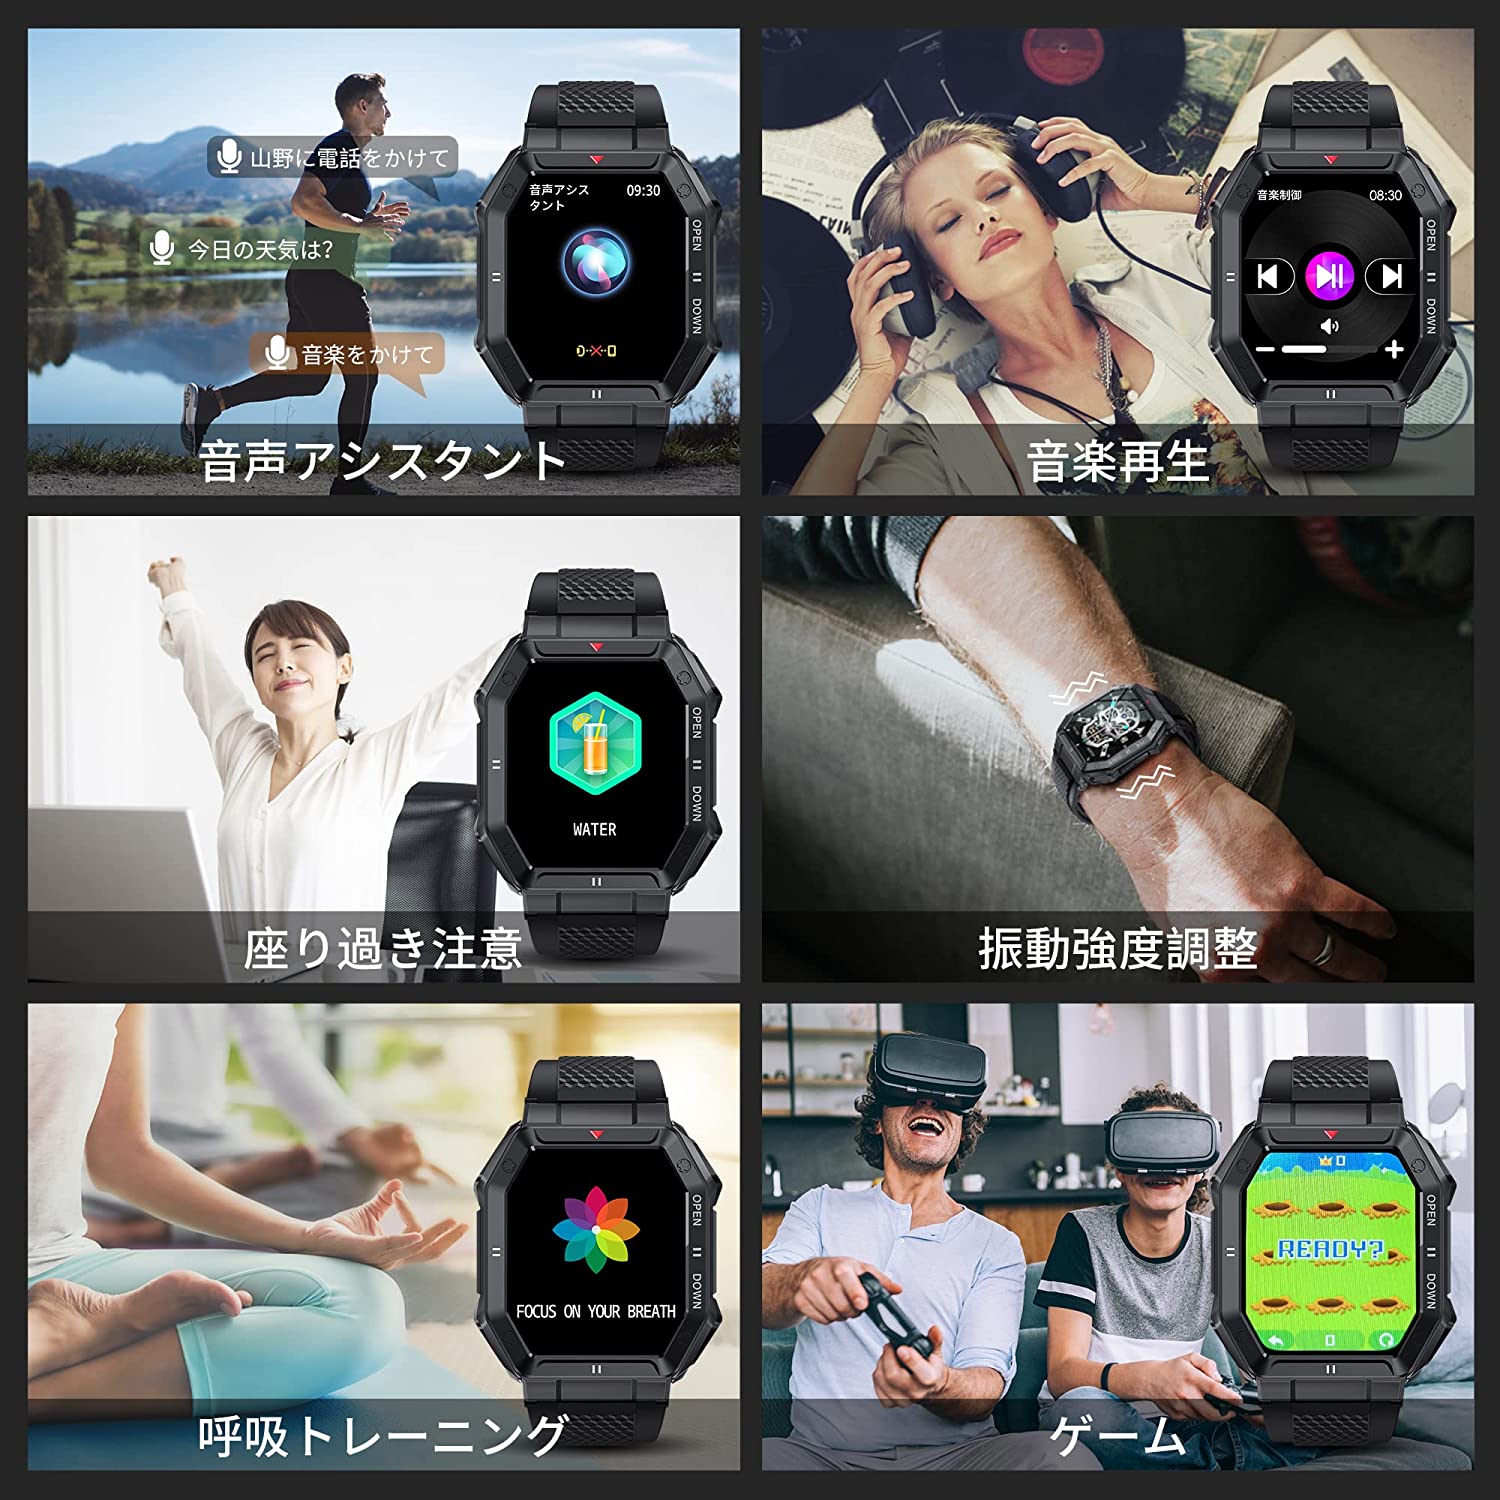 山野に電話をかけて
今日の天気は?
音楽をかけて
音声アシス
タント
09:30
OPEN
DOWN
音声アシスタント
音楽制御
08:30
OPEN
DOWN
音楽再生
WATER
OPEN
DOWN
座り過き注意
振動強度調整
FOCUS ON YOUR BREATH
OPEN
DOWN
呼吸トレーニング
0
READY?
0
OPEN
DOWN
ゲーム